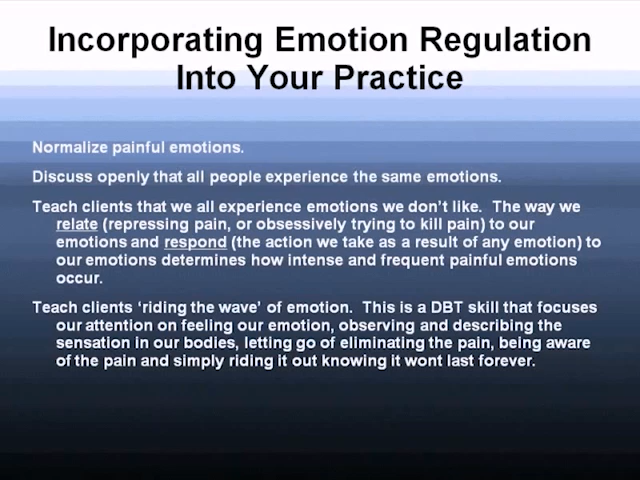 Incorporating Emotion Regulation
Into Your Practice
Normalize painful emotions.
Discuss openly that all people experience the same emotions.
Teach clients that we all experience emotions we don't like.  The way we
relate (repressing pain, or obsessively trying to kill pain) to our
emotions and respond (the action we take as a result of any emotion) to
our emotions determines how intense and frequent painful emotions
occur.
Teach clients ‘riding the wave’ of emotion.  This is a DBT skill that focuses
our attention on feeling our emotion, observing and describing the
sensation in our bodies, letting go of eliminating the pain, being aware
of the pain and simply riding it out knowing it wont last forever.